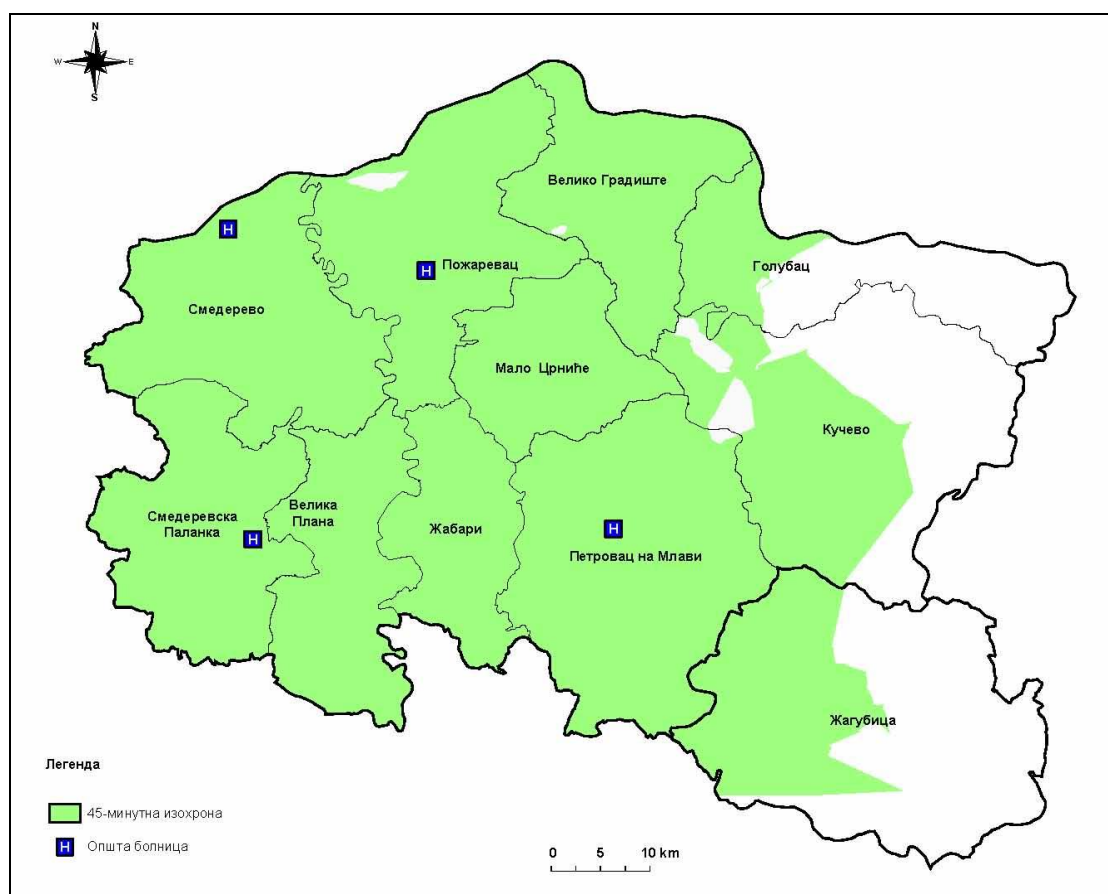 N
W E
S
Велико Градиште
Голубац
Пожаревац
Смедерево
Мало Црниће
Кучево
Смедеревска
Паланка
Велика
Плана
Жабари
Петровац на Млави
Жагубица
H
H
H
H
Легенда
45-минутна изохрона
H Општа болница
0 5 10 km